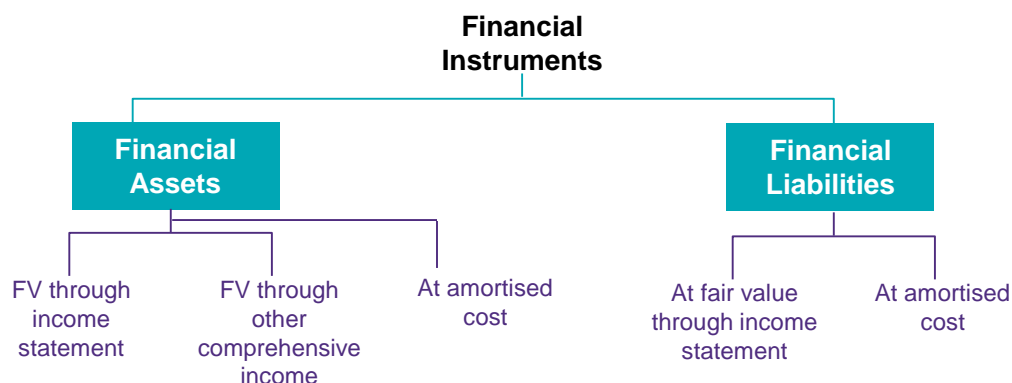 Financial
Instruments
Financial
Assets
Financial
Liabilities
FV through
income
statement
FV through
other
comprehensive
income
At amortised
cost
At fair value
through income
statement
At amortised
cost